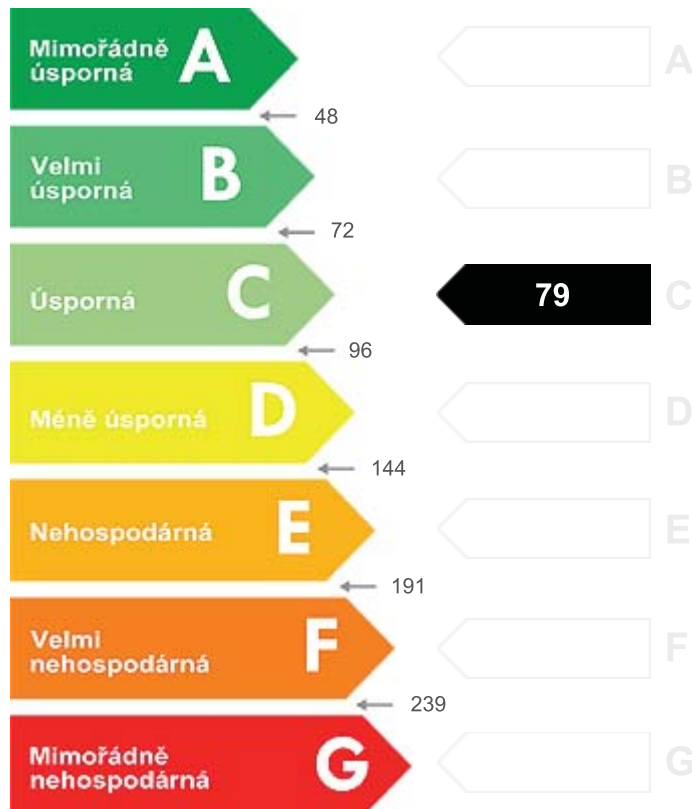 Mimořádně
úsporná
A
A
48
Velmi
úsporná
B
B
72
Úsporná
C
79
C
96
Méně úsporná
D
D
144
Nehospodárná
E
E
191
Velmi
nehospodárná
F
F
239
Mimořádně
nehospodárná
G
G